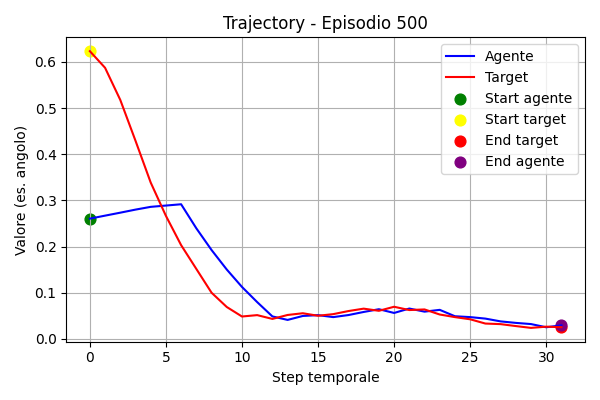 Trajectory - Episodio 500
Valore (es. angolo)
0.6
0.5
0.4
0.3
0.2
0.1
0.0
0 5 10 15 20 25 30
Step temporale
Agente
Target
Start agente
Start target
End target
End agente